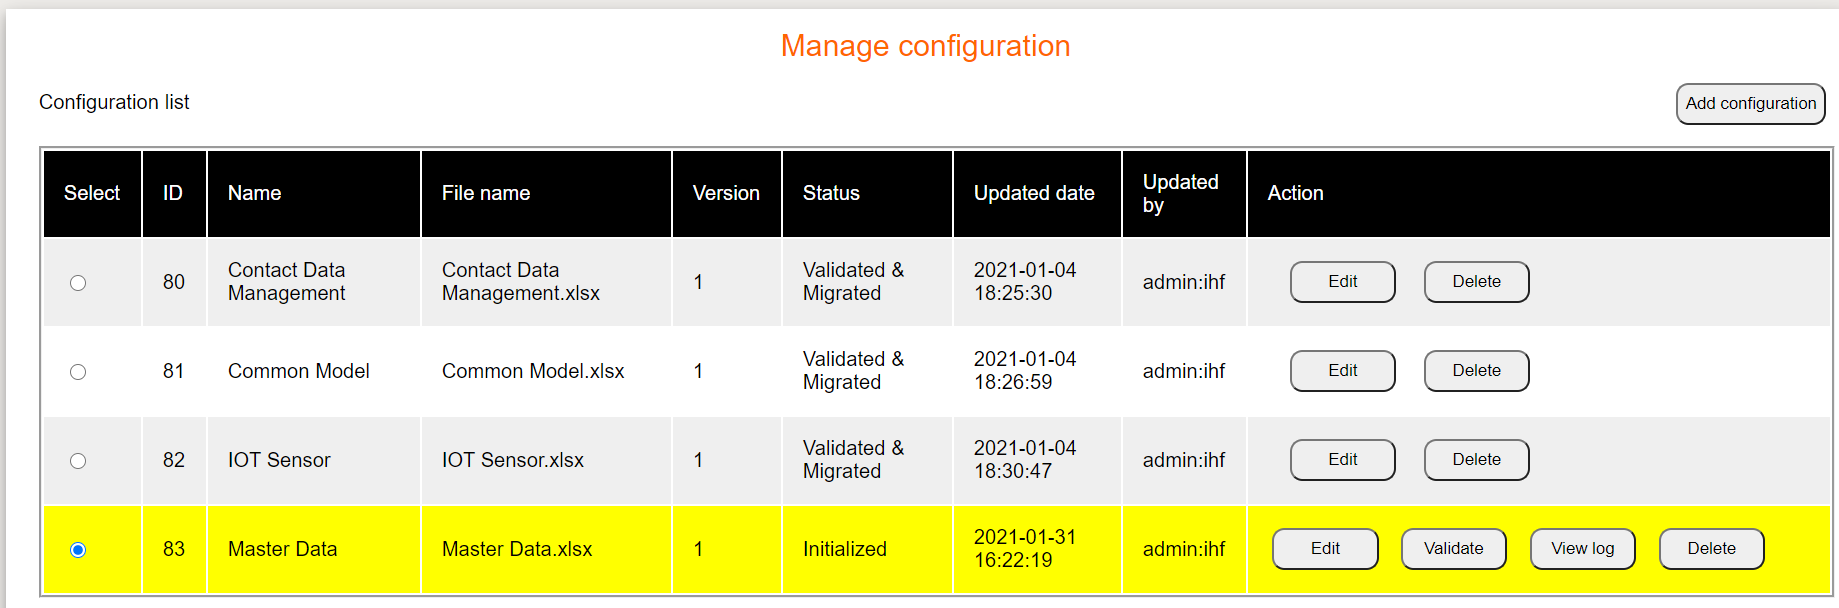 Manage configuration
Configuration list
Add configuration
Select ID Name File name Version Status Updated date Updated by Action
80 Contact Data Management Contact Data Management.xlsx 1 Validated & Migrated 2021-01-04 18:25:30 admin:ihf Edit Delete
81 Common Model Common Model.xlsx 1 Validated & Migrated 2021-01-04 18:26:59 admin:ihf Edit Delete
82 IOT Sensor IOT Sensor.xlsx 1 Validated & Migrated 2021-01-04 18:30:47 admin:ihf Edit Delete
83 Master Data Master Data.xlsx 1 Initialized 2021-01-31 16:22:19 admin:ihf Edit Validate View log Delete